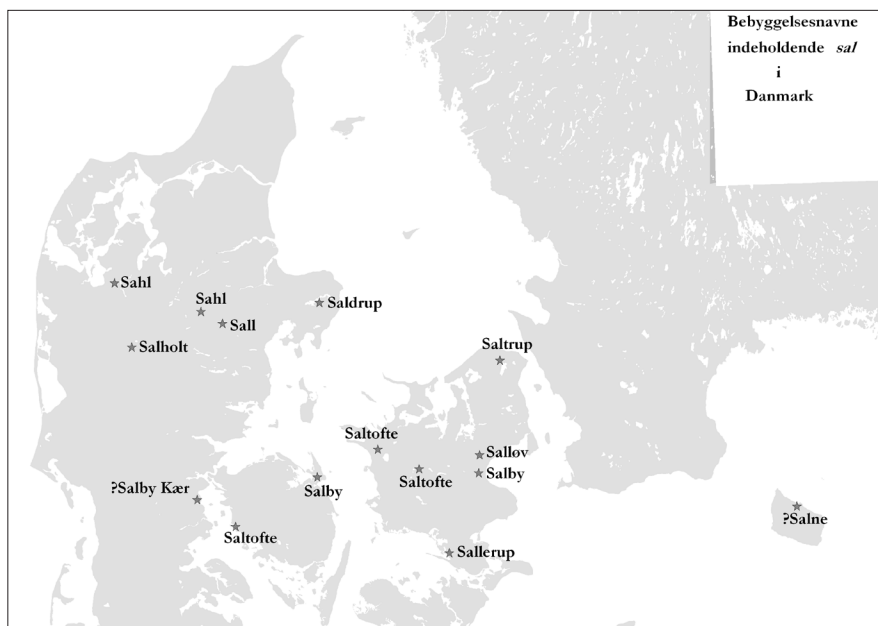 Bebyggelsesnavne
indeholdende sal
i
Danmark
Sahl
Sahl
Sall
Saldrup
Salholt
Saltrup
Saltofte
Salløv
Saltofte
Salby
Salby
?Salby Kær
Saltofte
Sallerup
?Salne